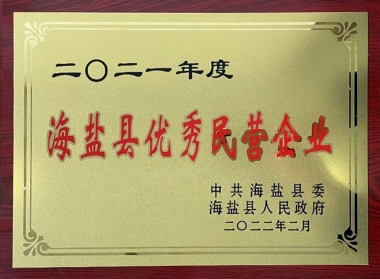 二〇二一年度
海盐县优秀民营企业
中共海盐县委
海盐县人民政府
二〇二二年二月